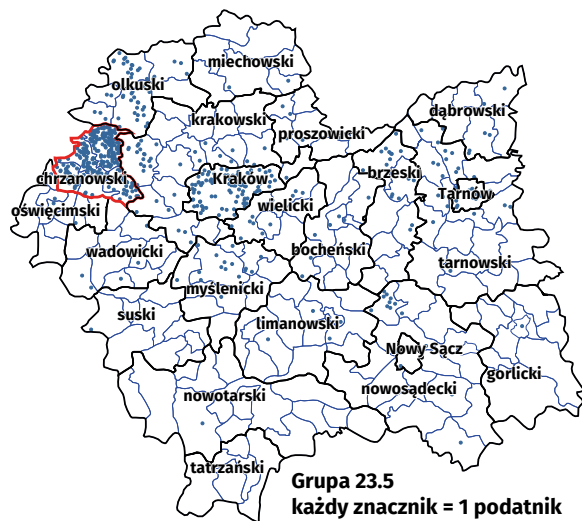 miechowski
olkuski
dąbrowski
krakowski
proszowicki
chrzanowski
Kraków
brzeski
Tarnów
oświęcimski
wielicki
wadowicki
bocheński
tarnowski
myślenicki
suski
limanowski
Nowy Sącz
gorlicki
nowotarski
nowosądecki
tatrzański
Grupa 23.5
każdy znacznik = 1 podatnik